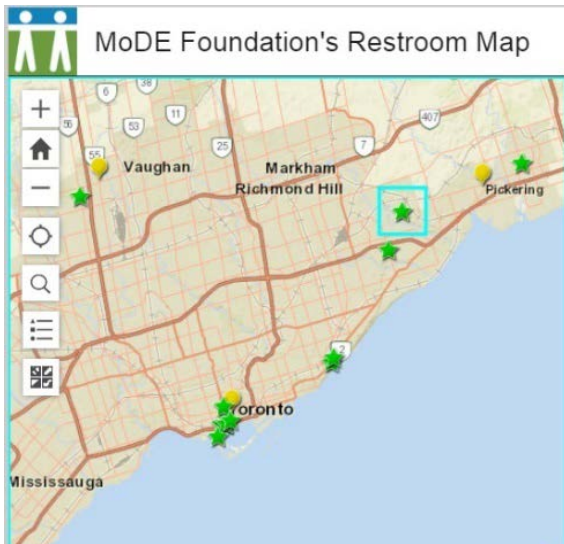 MoDE Foundation's Restroom Map
38
6
407
56
11
53
7
25
55
Vaughan
Markham
Richmond Hill
Pickering
2
Toronto
Mississauga